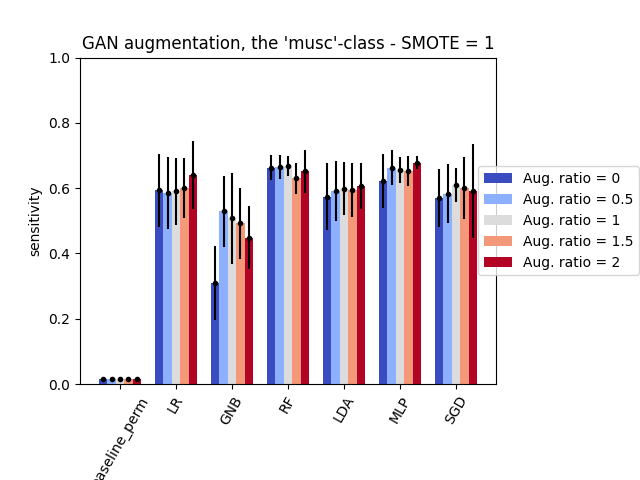 GAN augmentation, the 'musc'-class - SMOTE = 1
1.0
0.8
0.6
0.4
0.2
0.0
sensitivity
Aug. ratio = 0
Aug. ratio = 0.5
Aug. ratio = 1
Aug. ratio = 1.5
Aug. ratio = 2
aseline_perm
LR
GNB
RF
LDA
MLP
SGD